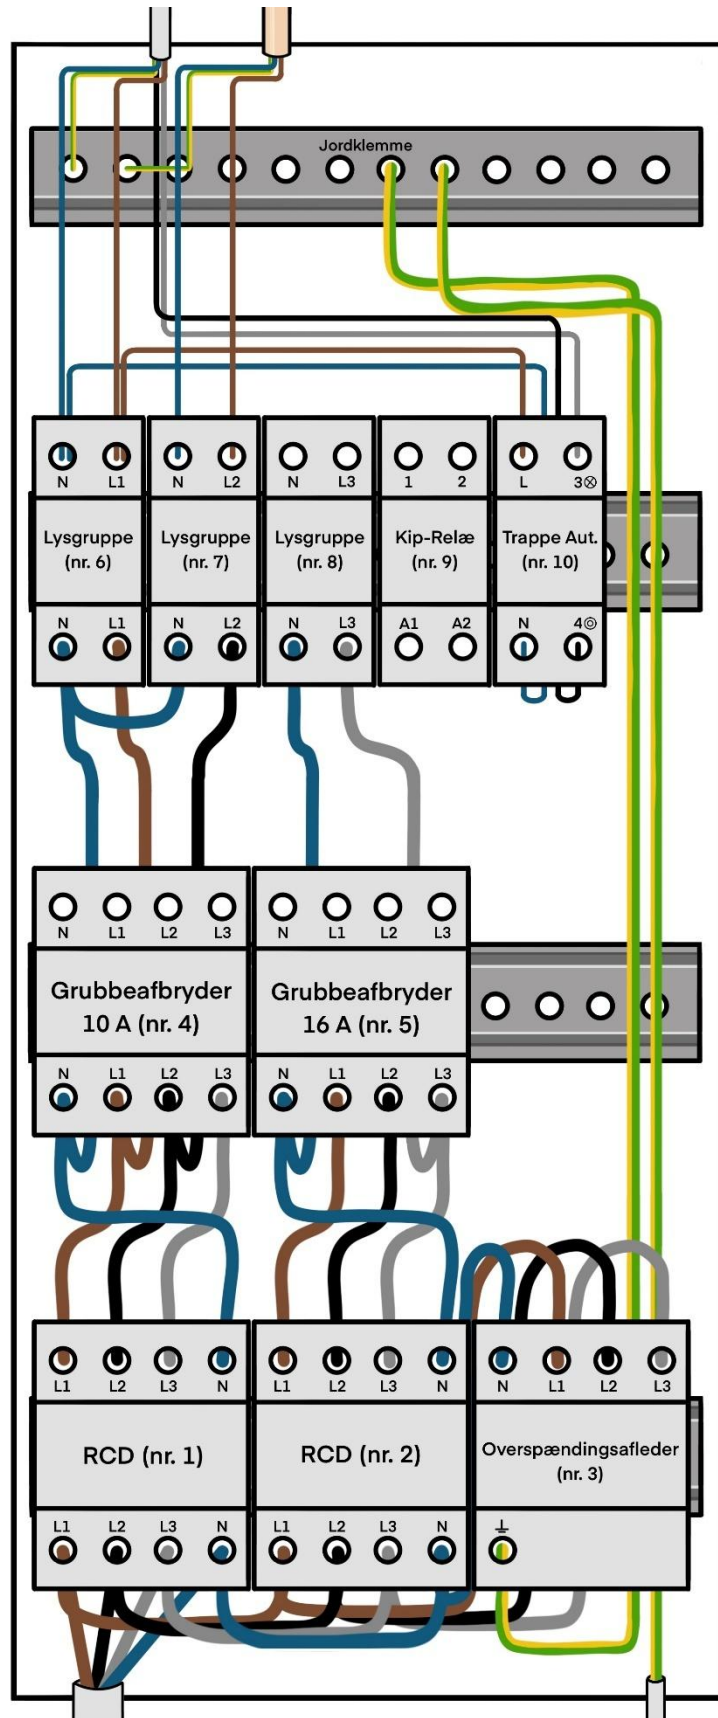 Jordklemme
N L1 N L2 N L3 1 2 L 3⊗
Lysgruppe Lysgruppe Lysgruppe Kip-Relæ Trappe Aut.
(nr. 6) (nr. 7) (nr. 8) (nr. 9) (nr. 10)
N L1 N L2 N L3 A1 A2 N 4◎
N L1 L2 L3 N L1 L2 L3
Grubbeafbryder Grubbeafbryder
10 A (nr. 4) 16 A (nr. 5)
N L1 L2 L3 N L1 L2 L3
L1 L2 L3 N L1 L2 L3 N N L1 L2 L3
RCD (nr. 1) RCD (nr. 2) Overspændingsafleder
(nr. 3)
L1 L2 L3 N L1 L2 L3 N ⏚